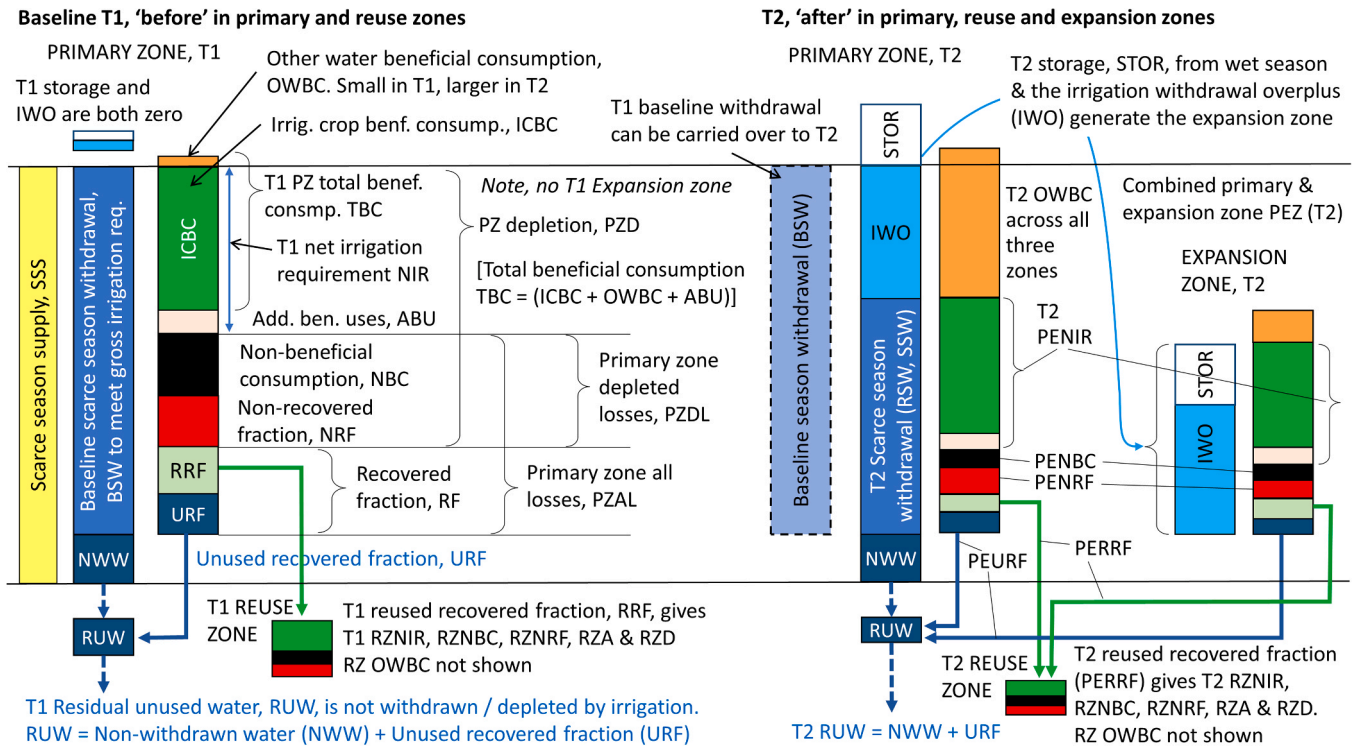 Baseline T1, ‘before’ in primary and reuse zones
PRIMARY ZONE, T1
T1 storage and
IWO are both zero
Other water beneficial consumption,
OWBC. Small in T1, larger in T2
Irrig. crop benf. consump., ICBC
Scarce season supply, SSS
Baseline scarce season withdrawal,
BSW to meet gross irrigation req.
NWW
ICBC
T1 PZ total benef.
consmp. TBC
T1 net irrigation
requirement NIR
Add. ben. uses, ABU
Note, no T1 Expansion zone
PZ depletion, PZD
[Total beneficial consumption
TBC = (ICBC + OWBC + ABU)]
Non-beneficial
consumption, NBC
Non-recovered
fraction, NRF
Primary zone
depleted
losses, PZDL
RRF
URF
Recovered
fraction, RF
Primary zone all
losses, PZAL
Unused recovered fraction, URF
RUW
T1 REUSE
ZONE
T1 reused recovered fraction, RRF, gives
T1 RZNIR, RZNBC, RZNRF, RZA & RZD
RZ OWBC not shown
T1 Residual unused water, RUW, is not withdrawn / depleted by irrigation.
RUW = Non-withdrawn water (NWW) + Unused recovered fraction (URF)
T2, ‘after’ in primary, reuse and expansion zones
PRIMARY ZONE, T2
T1 baseline withdrawal
can be carried over to T2
T2 storage, STOR, from wet season
& the irrigation withdrawal overplus
(IWO) generate the expansion zone
Baseline season withdrawal (BSW)
STOR
IWO
T2 Scarce season
withdrawal (RSW, SSW)
NWW
T2 OWBC
across all
three
zones
Combined primary &
expansion zone PEZ (T2)
EXPANSION
ZONE, T2
T2
PENIR
STOR
IWO
PENBC
PENRF
PERRF
PEURF
RUW
T2 REUSE
ZONE
T2 reused recovered fraction
(PERRF) gives T2 RZNIR,
RZNBC, RZNRF, RZA & RZD.
RZ OWBC not shown
T2 RUW = NWW + URF